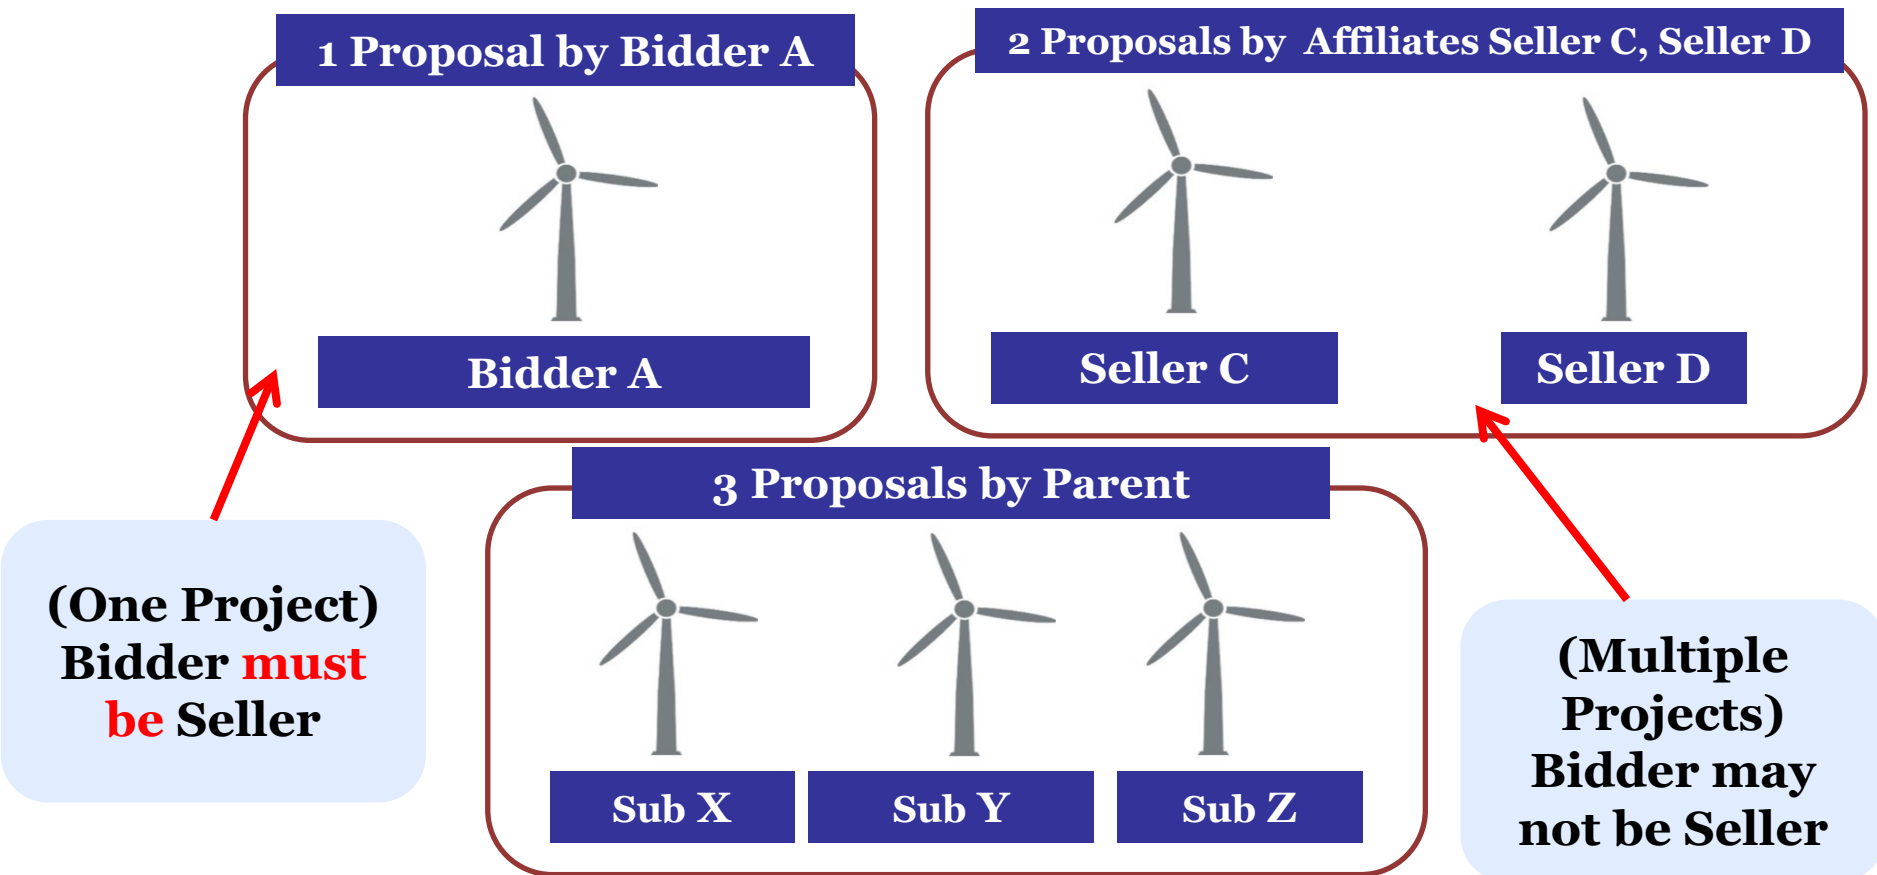 1 Proposal by Bidder A
2 Proposals by Affiliates Seller C, Seller D
Bidder A
Seller C
Seller D
3 Proposals by Parent
(One Project)
Bidder must
be Seller
Sub X
Sub Y
Sub Z
(Multiple
Projects)
Bidder may
not be Seller